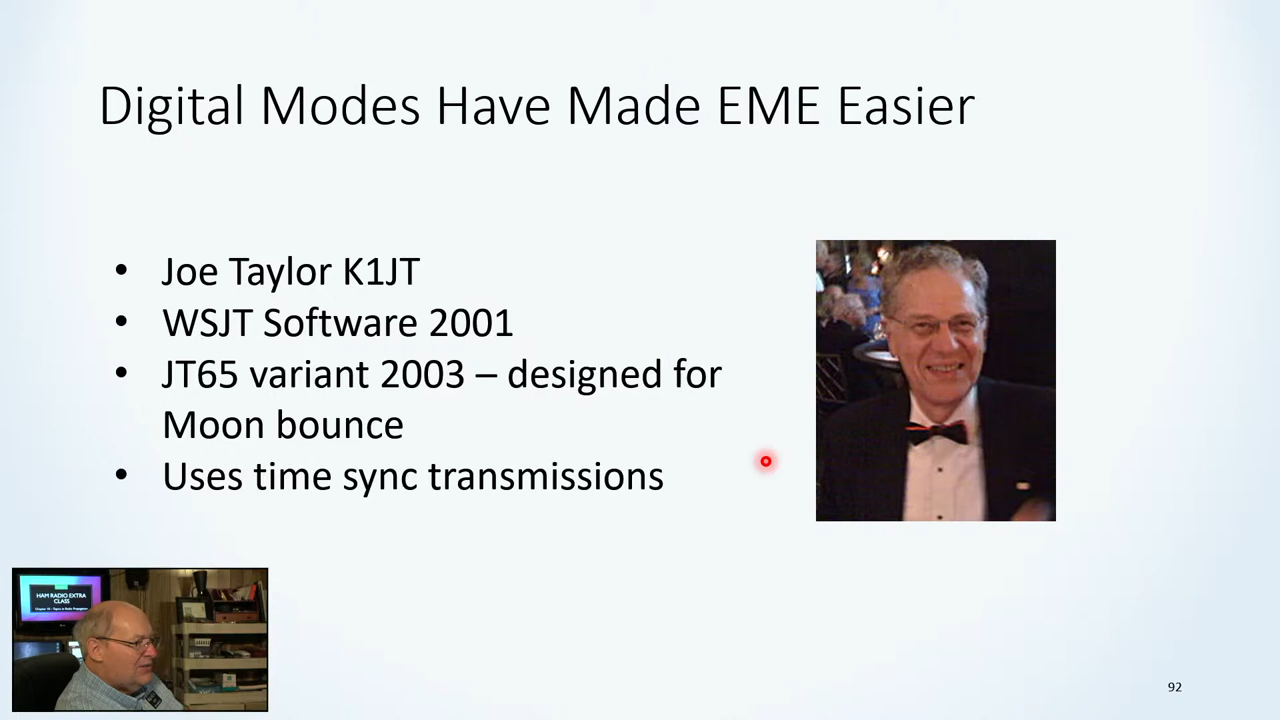 Digital Modes Have Made EME Easier
• Joe Taylor K1JT
• WSJT Software 2001
• JT65 variant 2003 – designed for
Moon bounce
• Uses time sync transmissions
HAM RADIO EXTRA
CLASS
92